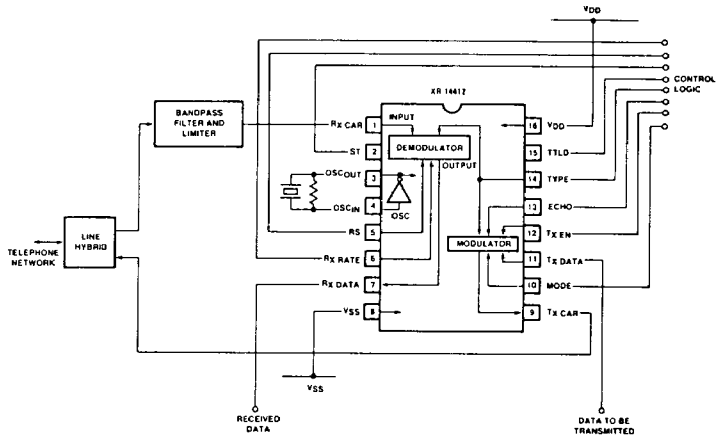 VDD
CONTROL
LOGIC
XR 14412
BANDPASS
FILTER AND
LIMITER
RX CAR
1
INPUT
16
VDD
DEMODULATOR
ST
2
15
TTLD
OUTPUT
OSCOUT
3
14
TYPE
OSCIN
4
OSC
13
ECHO
LINE
HYBRID
TELEPHONE
NETWORK
RS
5
12
TX EN
MODULATOR
RX RATE
6
11
TX DATA
RX DATA
7
10
MODE
VSS
8
9
TX CAR
VSS
RECEIVED
DATA
DATA TO BE
TRANSMITTED